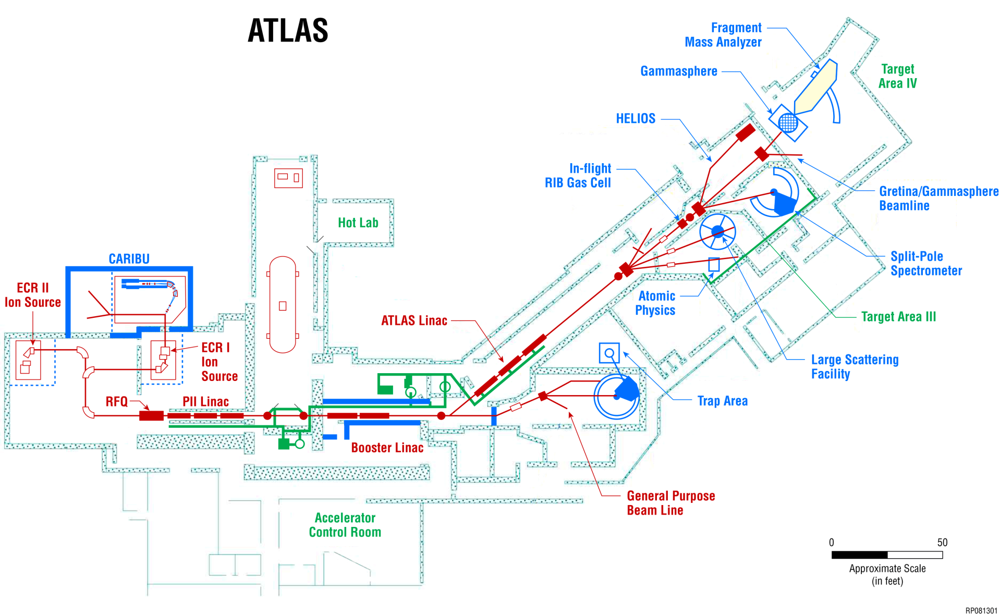 ATLAS
Fragment
Mass Analyzer
Gammasphere
Target
Area IV
HELIOS
In-flight
RIB Gas Cell
Gretina/Gammasphere
Beamline
Hot Lab
CARIBU
Split-Pole
Spectrometer
ECR II
Ion Source
Atomic
Physics
ATLAS Linac
Target Area III
ECR I
Ion
Source
Large Scattering
Facility
RFQ
PII Linac
Trap Area
Booster Linac
General Purpose
Beam Line
Accelerator
Control Room
0 50
Approximate Scale
(in feet)
RP081301